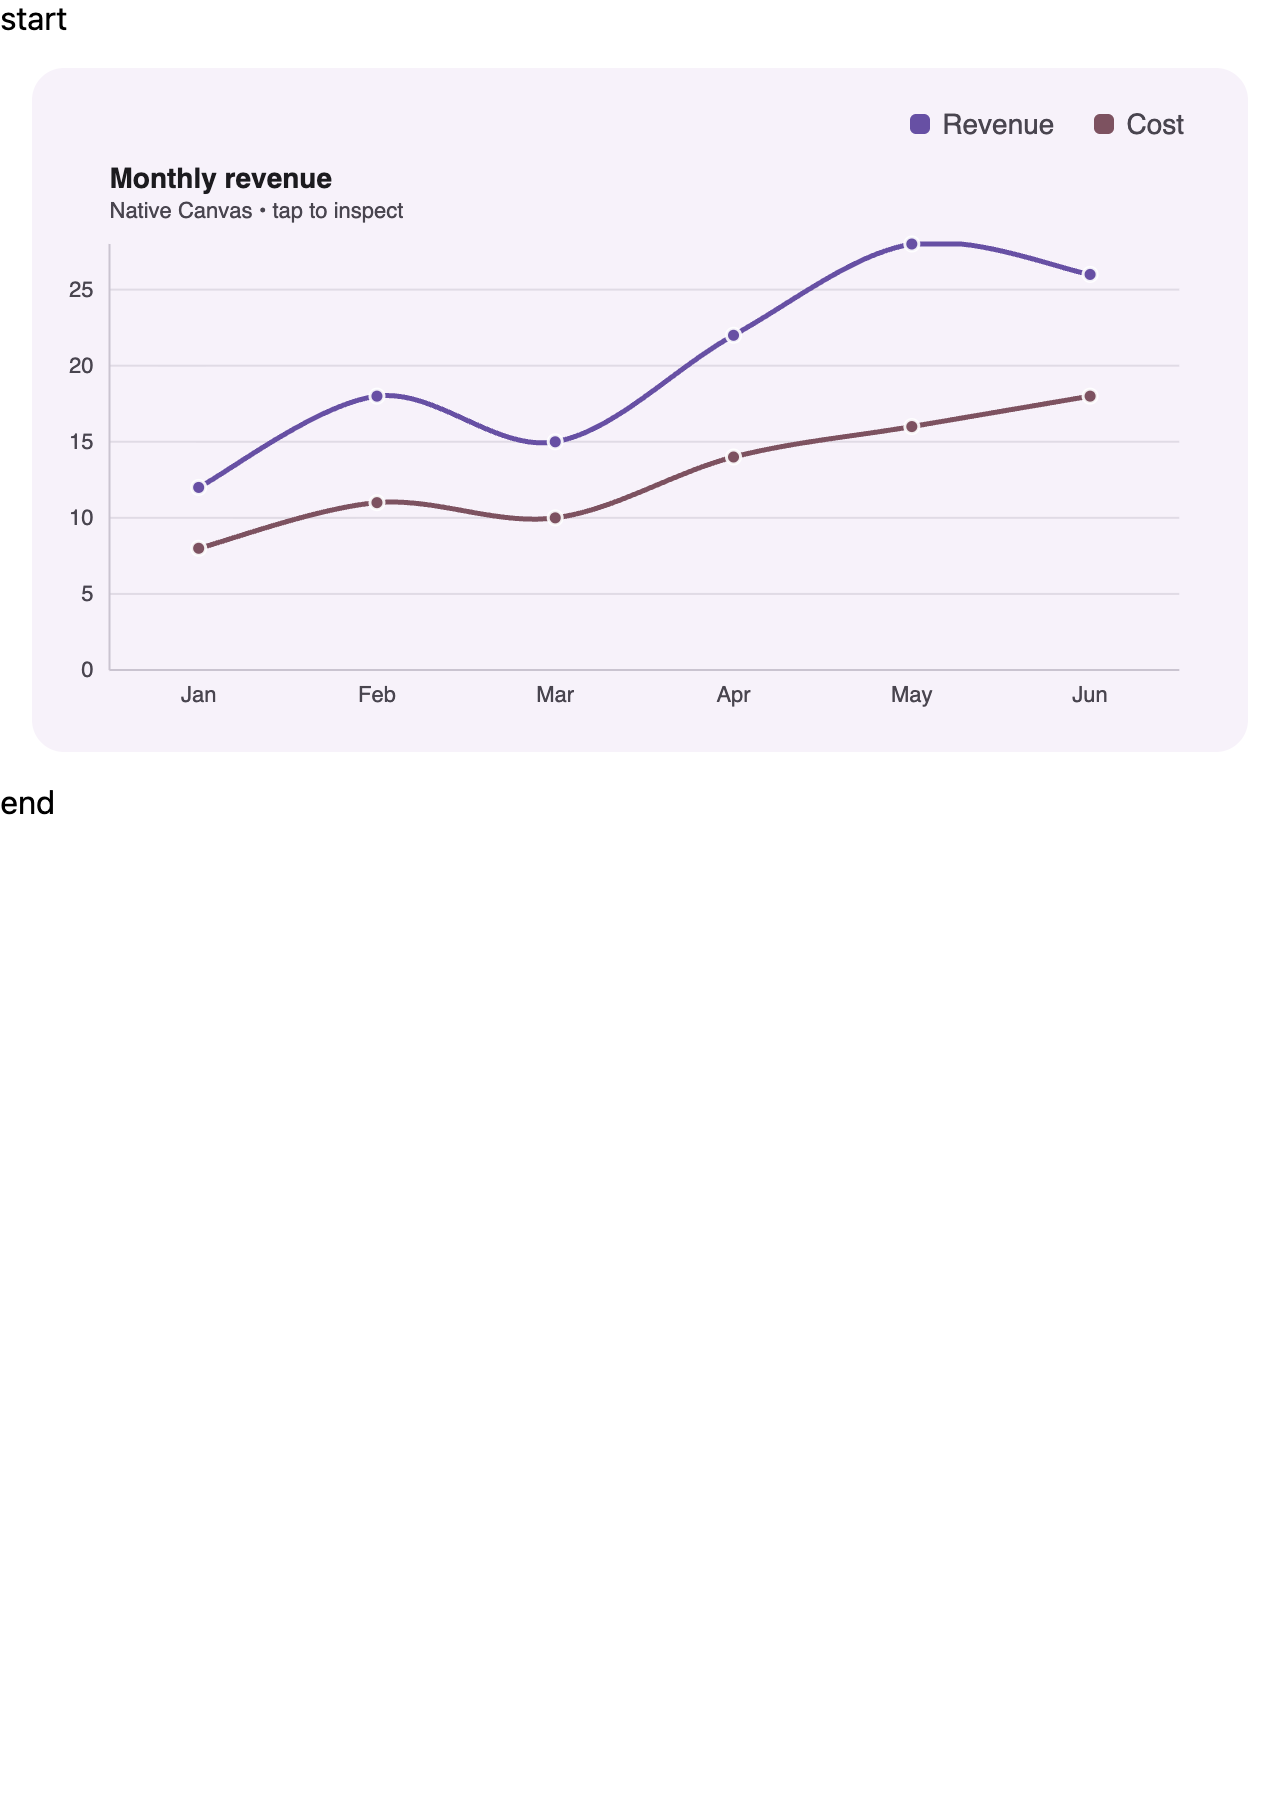 start
Revenue Cost
Monthly revenue
Native Canvas • tap to inspect
25
20
15
10
5
0
Jan Feb Mar Apr May Jun
end